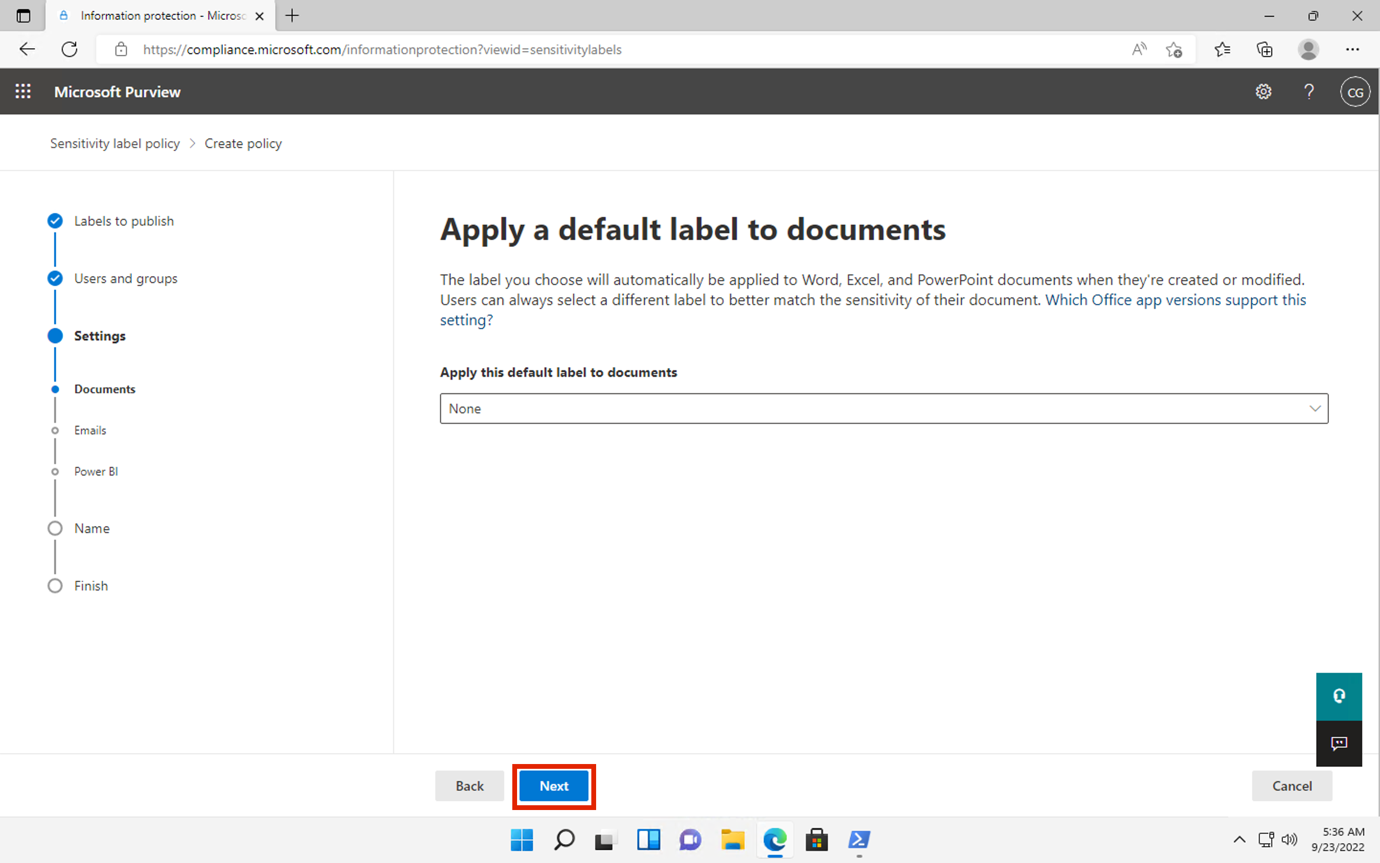 Information protection - Microsc
https://compliance.microsoft.com/informationprotection?viewid=sensitivitylabels
Microsoft Purview
?
CG
Sensitivity label policy > Create policy
Labels to publish
Users and groups
Settings
Documents
Emails
Power BI
Name
Finish
Apply a default label to documents
The label you choose will automatically be applied to Word, Excel, and PowerPoint documents when they're created or modified.
Users can always select a different label to better match the sensitivity of their document. Which Office app versions support this
setting?
Apply this default label to documents
None
Back
Next
Cancel
5:36 AM
9/23/2022